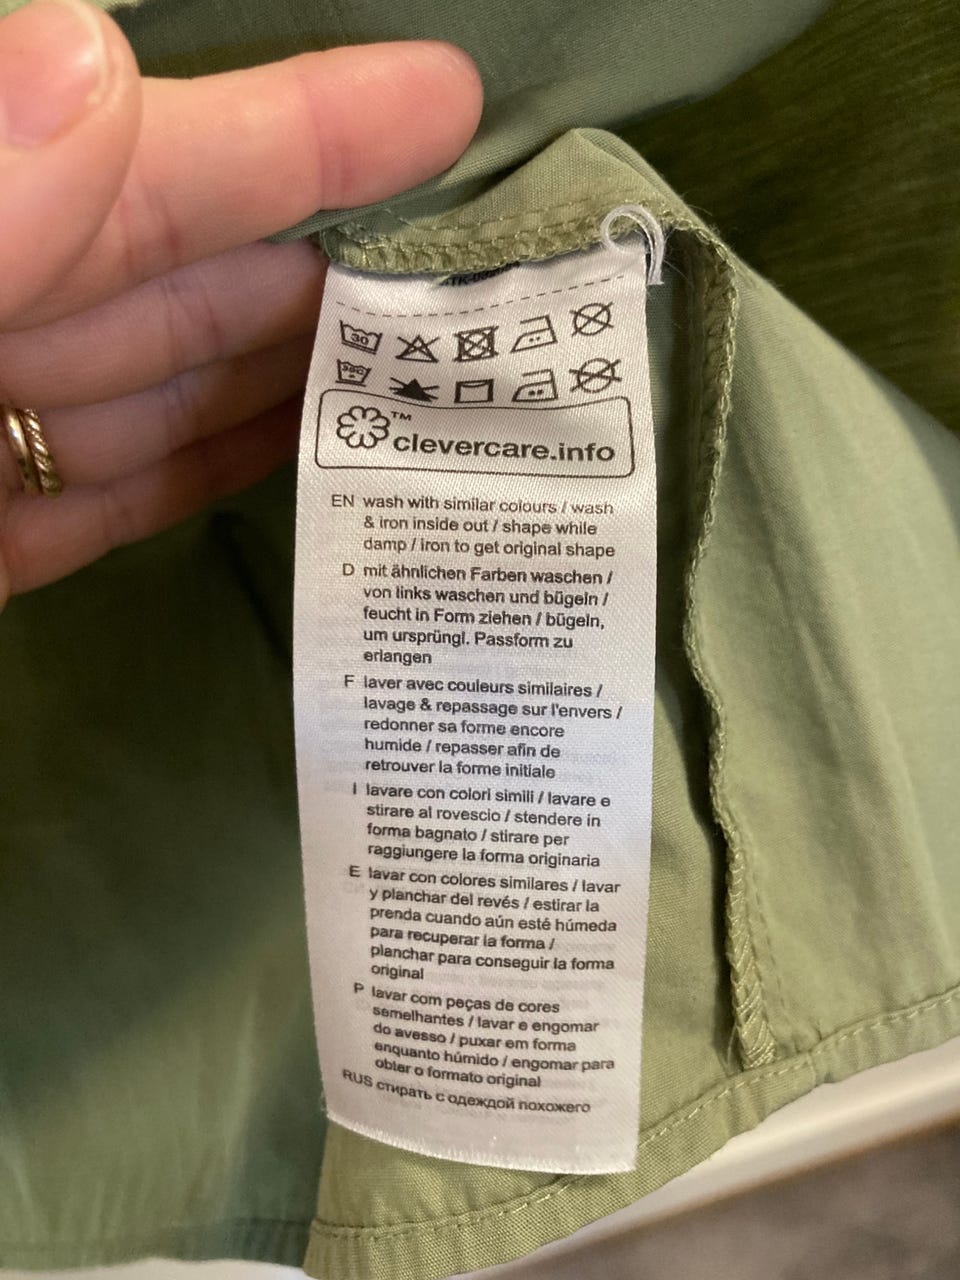 30
30°
™
clevercare.info
EN wash with similar colours / wash
& iron inside out / shape while
damp / iron to get original shape
D mit ähnlichen Farben waschen /
von links waschen und bügeln /
feucht in Form ziehen / bügeln,
um ursprüngl. Passform zu
erlangen
F laver avec couleurs similaires /
lavage & repassage sur l'envers /
redonner sa forme encore
humide / repasser afin de
retrouver la forme initiale
I lavare con colori simili / lavare e
stirare al rovescio / stendere in
forma bagnato / stirare per
raggiungere la forma originaria
E lavar con colores similares / lavar
y planchar del revés / estirar la
prenda cuando aún esté húmeda
para recuperar la forma /
planchar para conseguir la forma
original
P lavar com peças de cores
semelhantes / lavar e engomar
do avesso / puxar em forma
enquanto húmido / engomar para
obter o formato original
RUS стирать с одеждой похожего